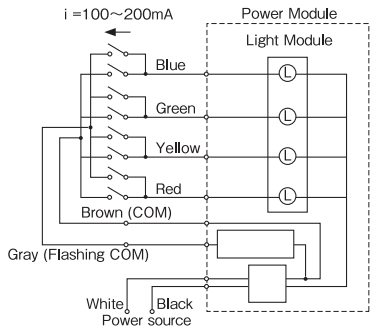 i =100～200mA
Power Module
Light Module
Blue
L
Green
L
Yellow
L
Red
L
Brown (COM)
Gray (Flashing COM)
White
Black
Power source